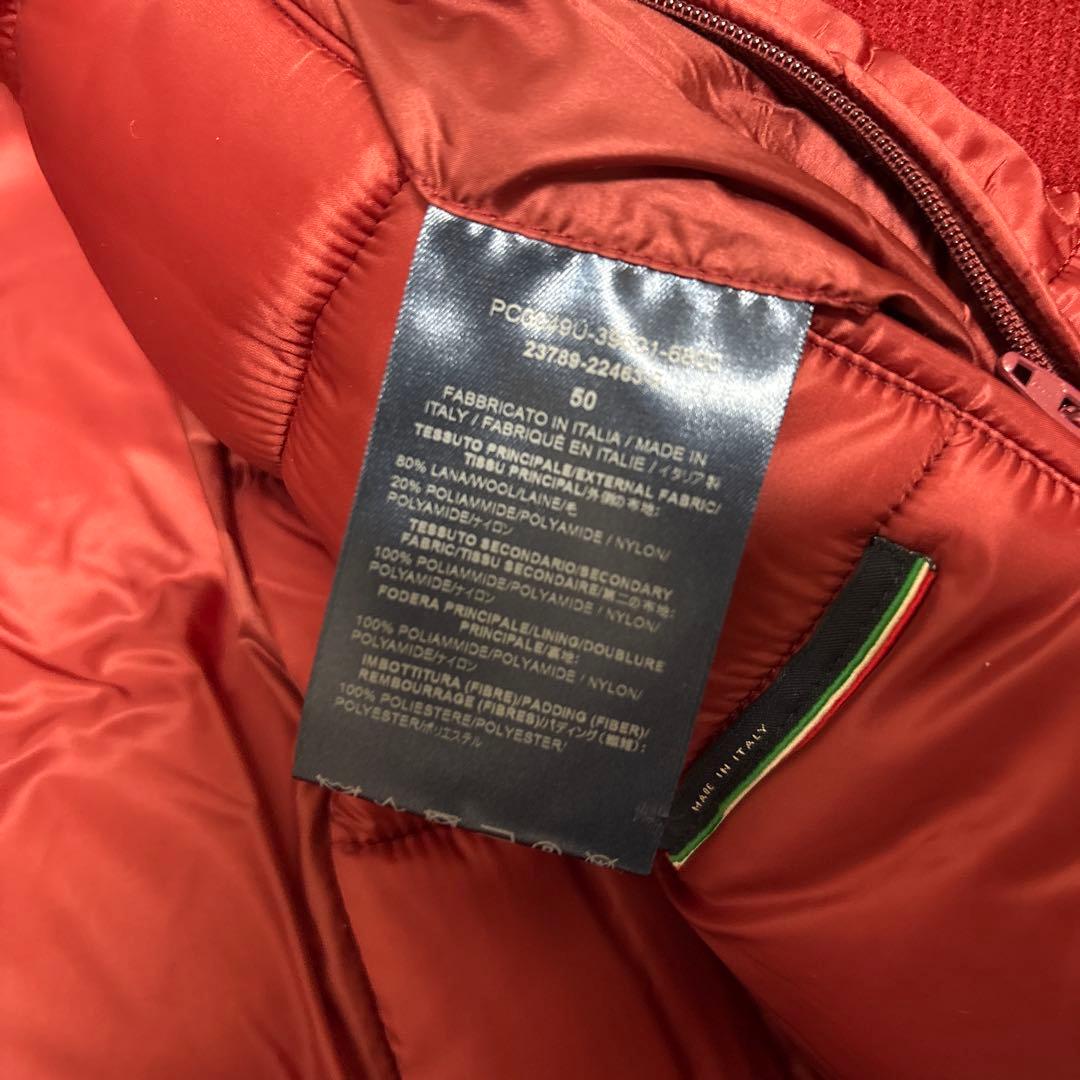 23789-22463
50
FABBRICATO IN ITALIA / MADE IN
ITALY / FABRIQUÉ EN ITALIE / イタリア製
TESSUTO PRINCIPALE/EXTERNAL FABRIC/
TISSU PRINCIPAL/外側の布地:
80% LANA/WOOL/LAINE/毛
20% POLIAMMIDE/POLYAMIDE / NYLON/
POLYAMIDE/ナイロン
TESSUTO SECONDARIO/SECONDARY
FABRIC/TISSU SECONDAIRE/第二の布地:
100% POLIAMMIDE/POLYAMIDE / NYLON/
POLYAMIDE/ナイロン
FODERA PRINCIPALE/LINING/DOUBLURE
PRINCIPALE/裏地:
100% POLIAMMIDE/POLYAMIDE / NYLON/
POLYAMIDE/ナイロン
IMBOTTITURA (FIBRE)/PADDING (FIBER)/
REMBOURRAGE (FIBRES)/パディング(繊維):
100% POLIESTERE/POLYESTER/
POLYESTER/ポリエステル
MADE IN ITALY